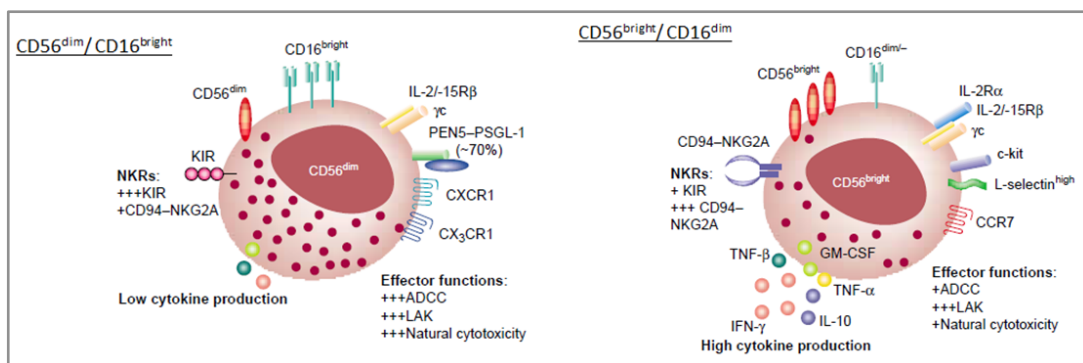 CD56dim/CD16bright
CD16bright
CD56dim
IL-2/-15Rβ
γc
PEN5–PSGL-1
(~70%)
KIR
CD56dim
NKRs:
+++KIR
+CD94–NKG2A
CXCR1
CX3CR1
Low cytokine production
Effector functions:
+++ADCC
+++LAK
+++Natural cytotoxicity
CD56bright/CD16dim
CD16dim/–
CD56bright
IL-2Rα
IL-2/-15Rβ
γc
CD94–NKG2A
c-kit
CD56bright
L-selectinhigh
NKRs:
+ KIR
+++ CD94–
NKG2A
CCR7
TNF-β
GM-CSF
TNF-α
IFN-γ
IL-10
High cytokine production
Effector functions:
+ADCC
+++LAK
+Natural cytotoxicity